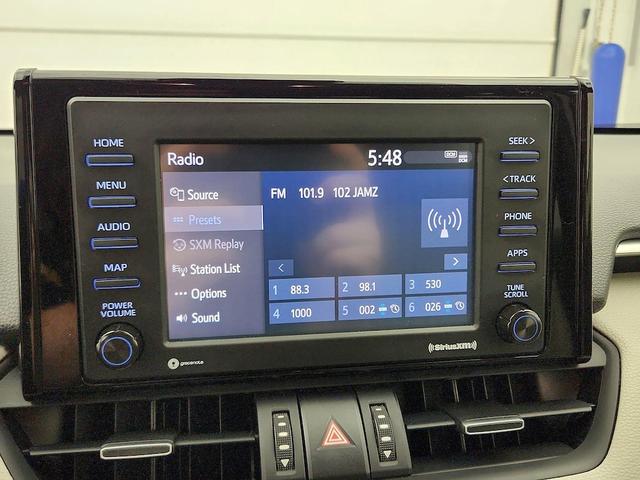 HOME
MENU
AUDIO
MAP
POWER
VOLUME
Radio 5:48 DCM DCM
Source
Presets
SXM Replay
Station List
Options
Sound
FM 101.9 102 JAMZ
< >
1 88.3 2 98.1 3 530
4 1000 5 002 6 026
SEEK >
< TRACK
PHONE
APPS
TUNE
SCROLL
gracenote
((SiriusXM))